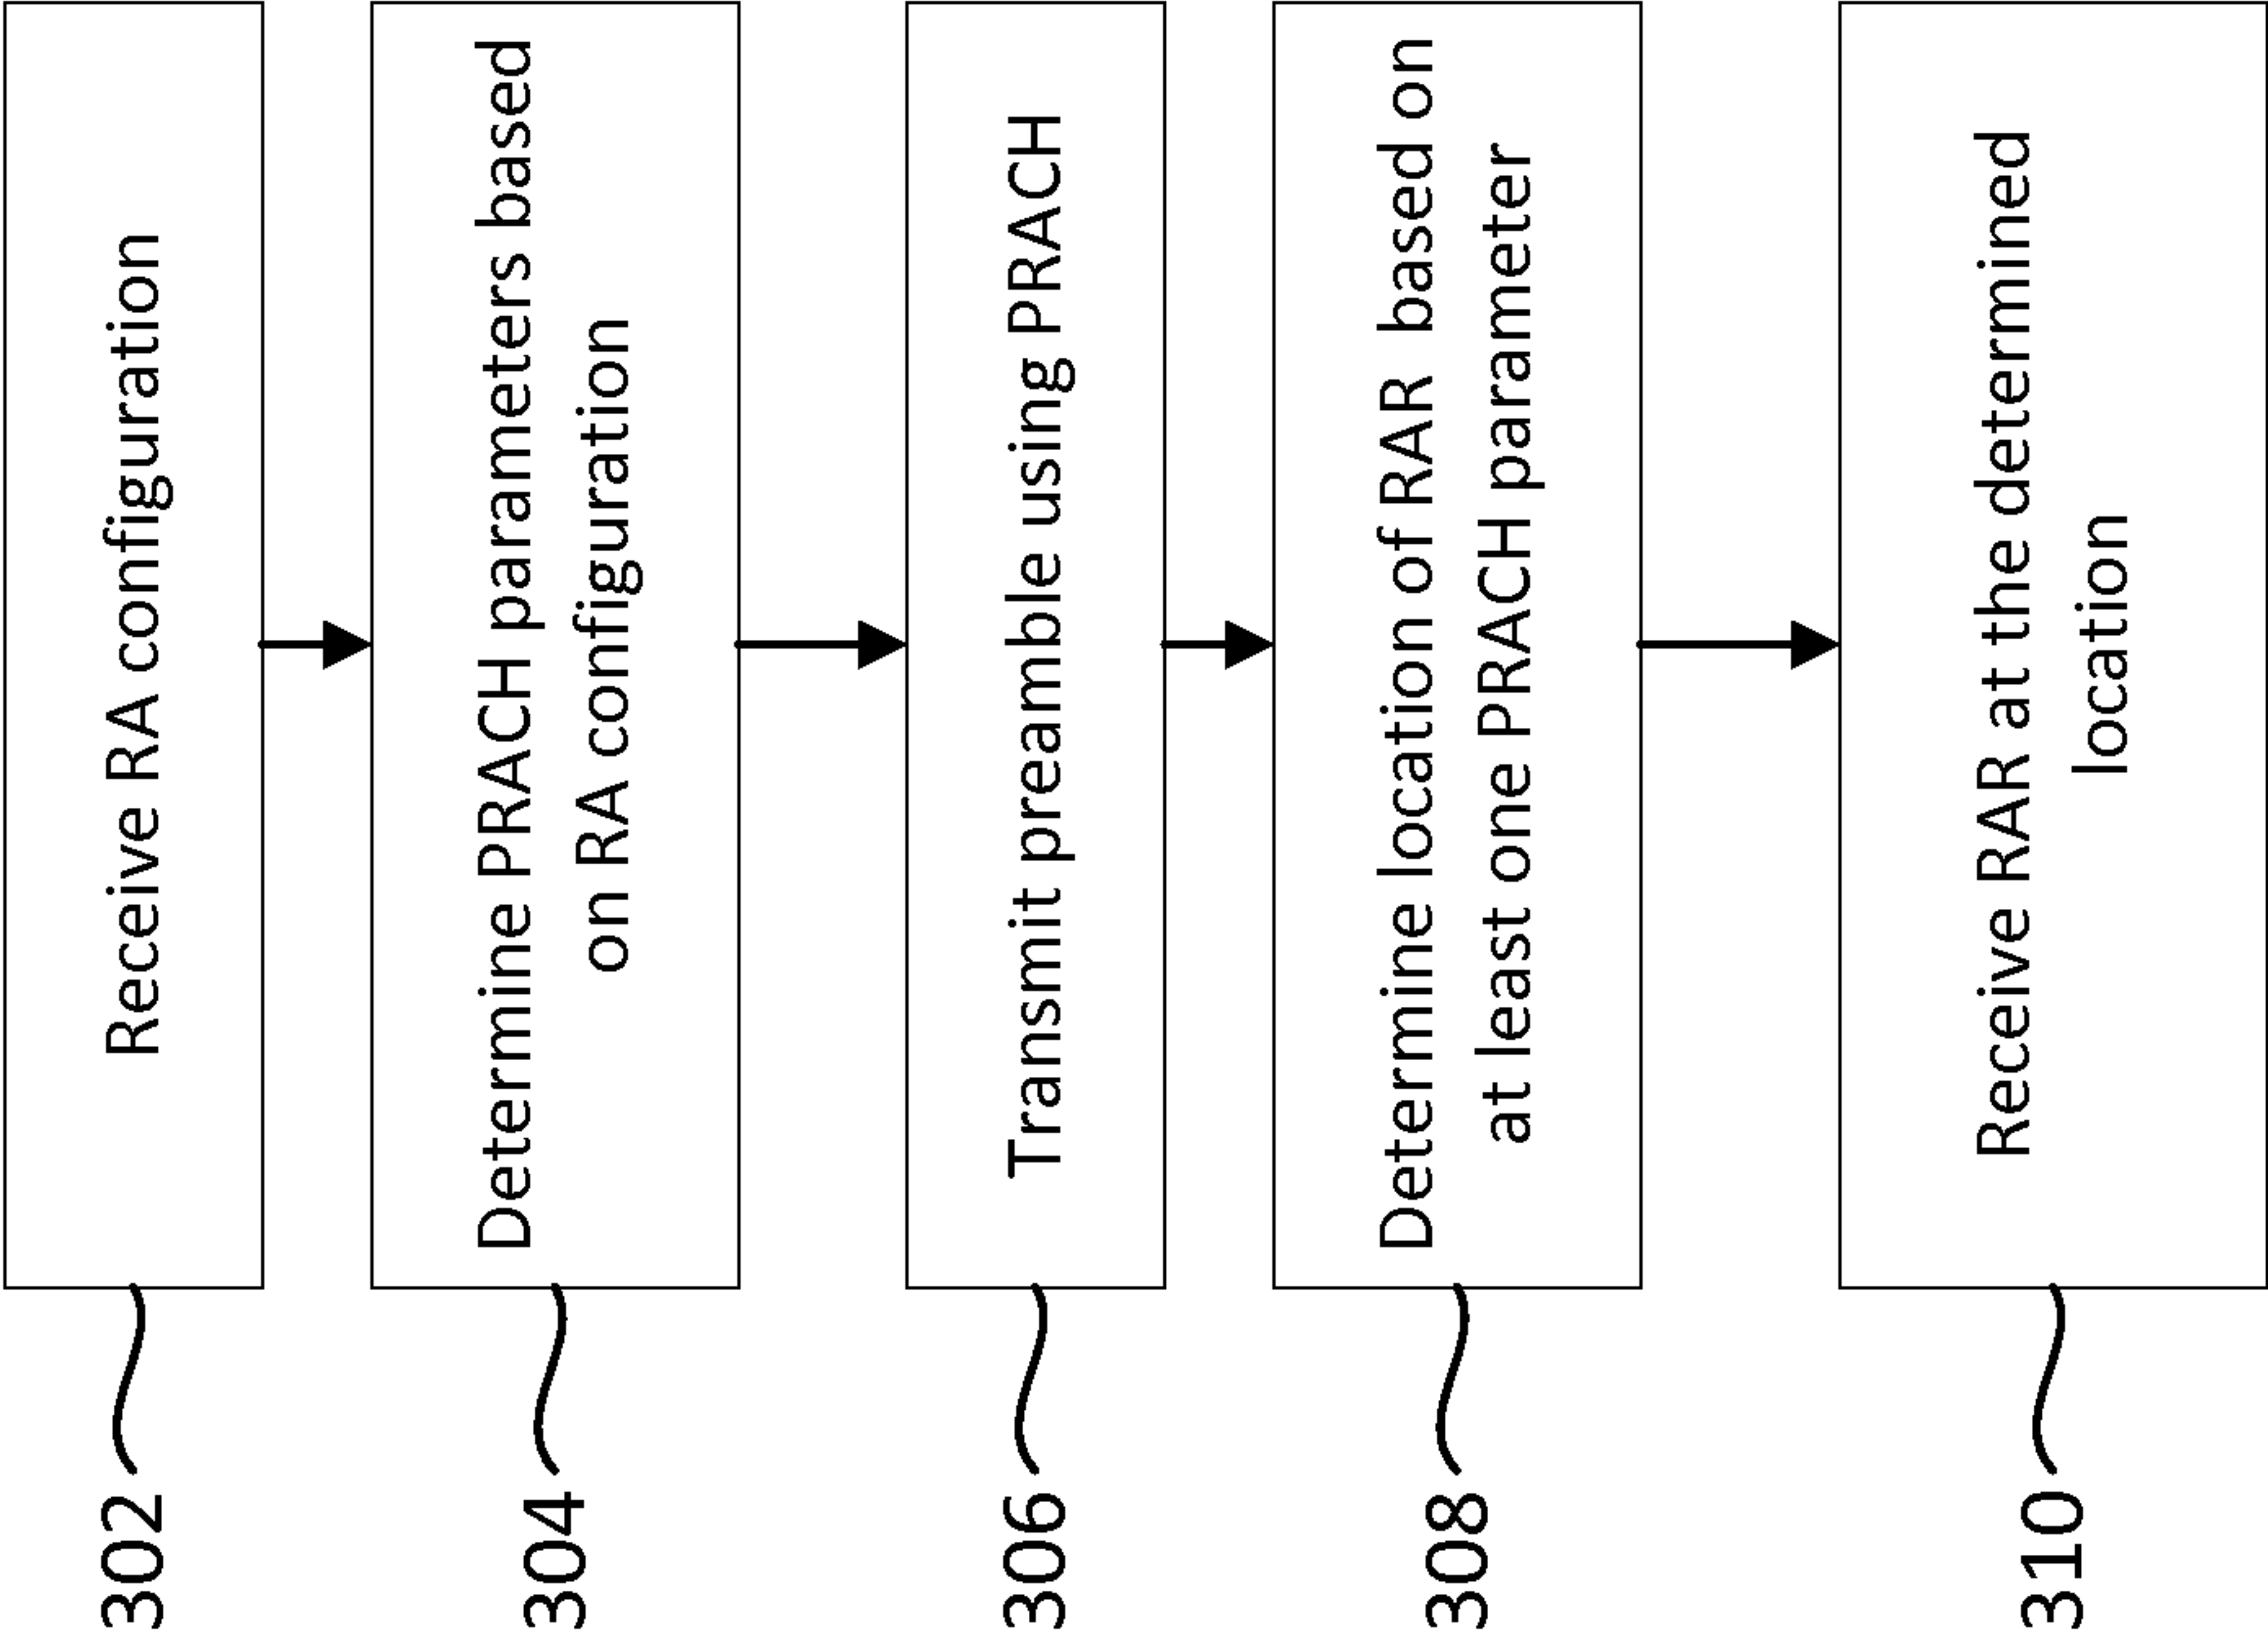 302
Receive RA configuration
304
Determine PRACH parameters based
on RA configuration
306
Transmit preamble using PRACH
308
Determine location of RAR based on
at least one PRACH parameter
310
Receive RAR at the determined
location